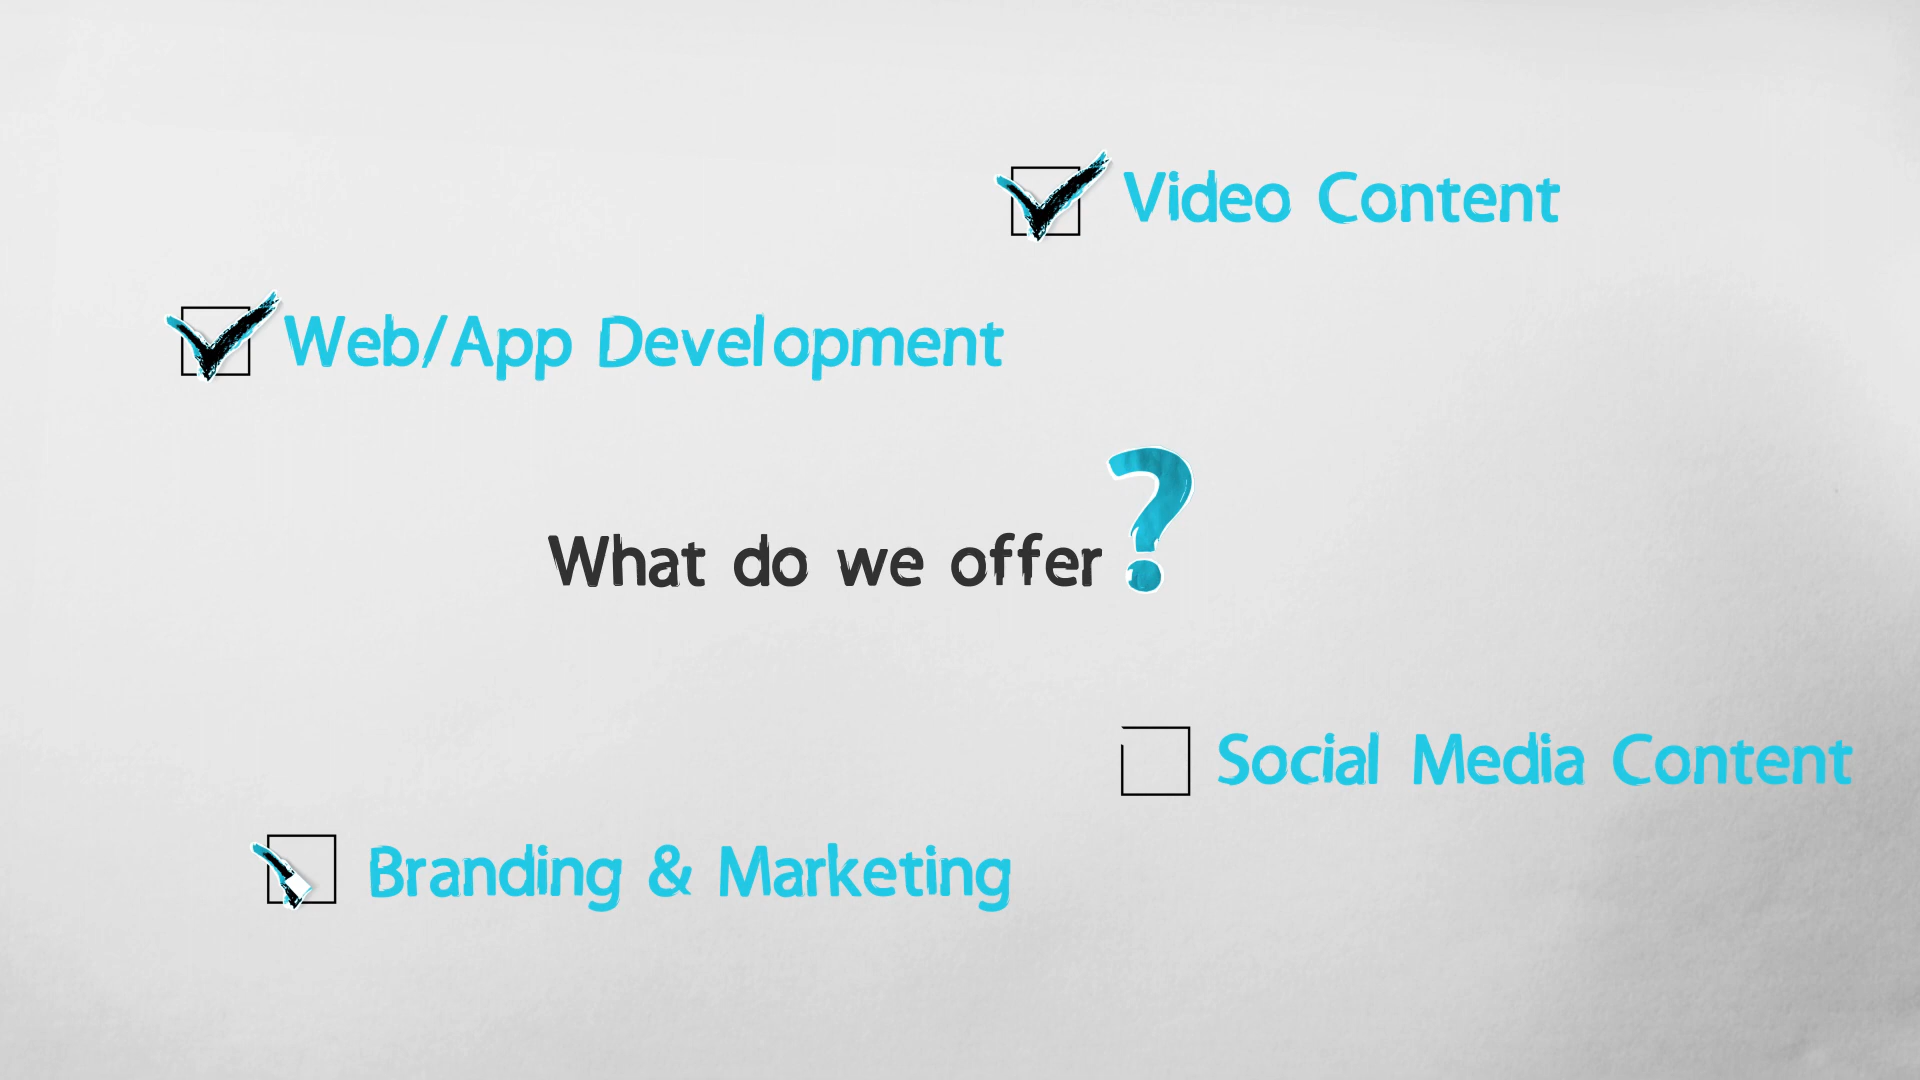 Video Content
Web/App Development
What do we offer?
Social Media Content
Branding & Marketing